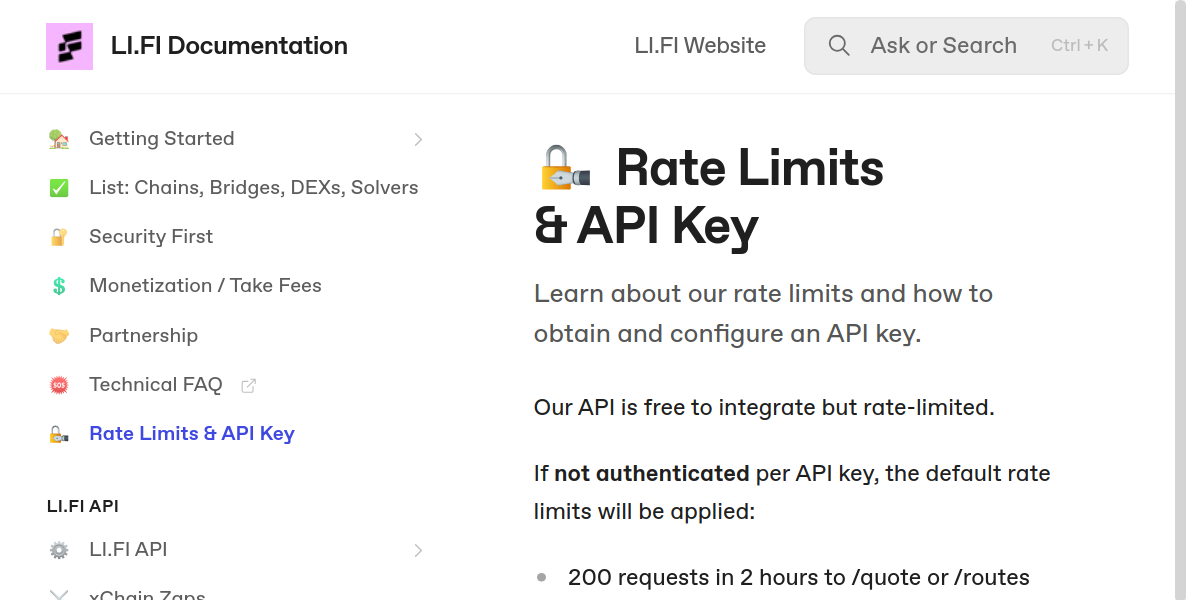 LI.FI Documentation
LI.FI Website
Ask or Search
Ctrl + K
Getting Started
List: Chains, Bridges, DEXs, Solvers
Security First
Monetization / Take Fees
Partnership
Technical FAQ
Rate Limits & API Key
LI.FI API
LI.FI API
xChain Zaps
Rate Limits
& API Key
Learn about our rate limits and how to
obtain and configure an API key.
Our API is free to integrate but rate-limited.
If not authenticated per API key, the default rate
limits will be applied:
200 requests in 2 hours to /quote or /routes